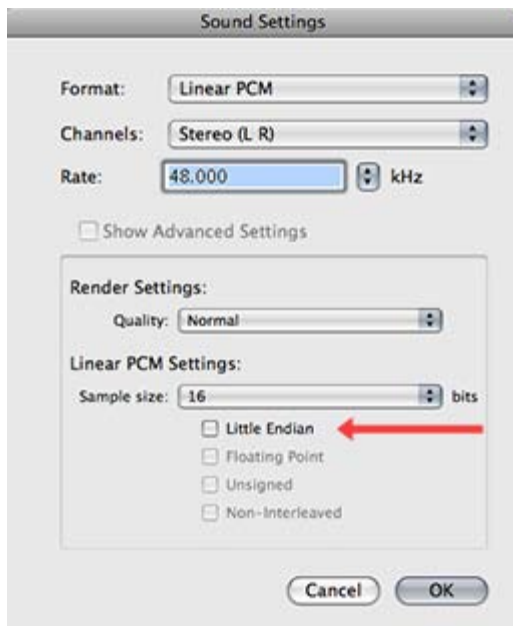 Sound Settings
Format: Linear PCM
Channels: Stereo (L R)
Rate: 48.000 kHz
Show Advanced Settings
Render Settings:
Quality: Normal
Linear PCM Settings:
Sample size: 16 bits
Little Endian
Floating Point
Unsigned
Non-Interleaved
Cancel OK